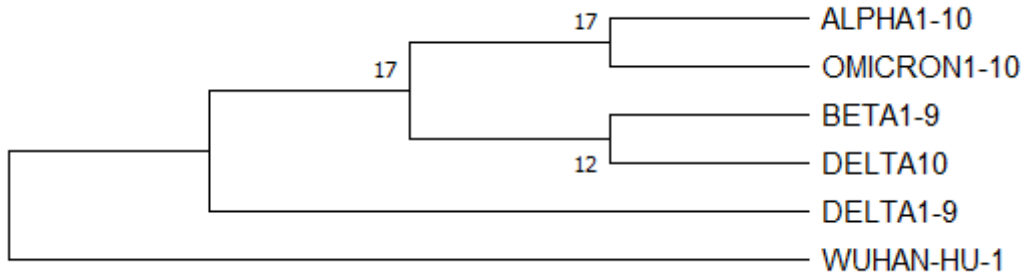 17
ALPHA1-10
OMICRON1-10
17
BETA1-9
12
DELTA10
DELTA1-9
WUHAN-HU-1